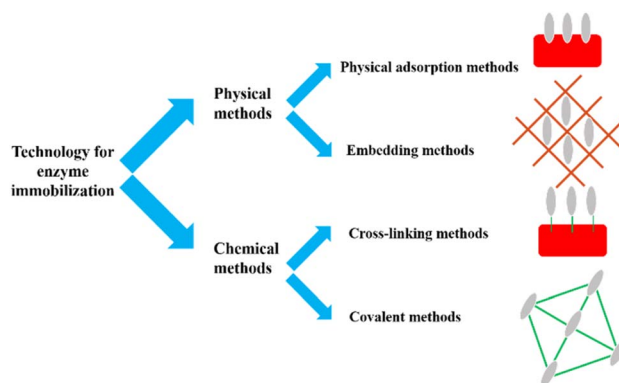 Technology for
enzyme
immobilization
Physical
methods
Chemical
methods
Physical adsorption methods
Embedding methods
Cross-linking methods
Covalent methods